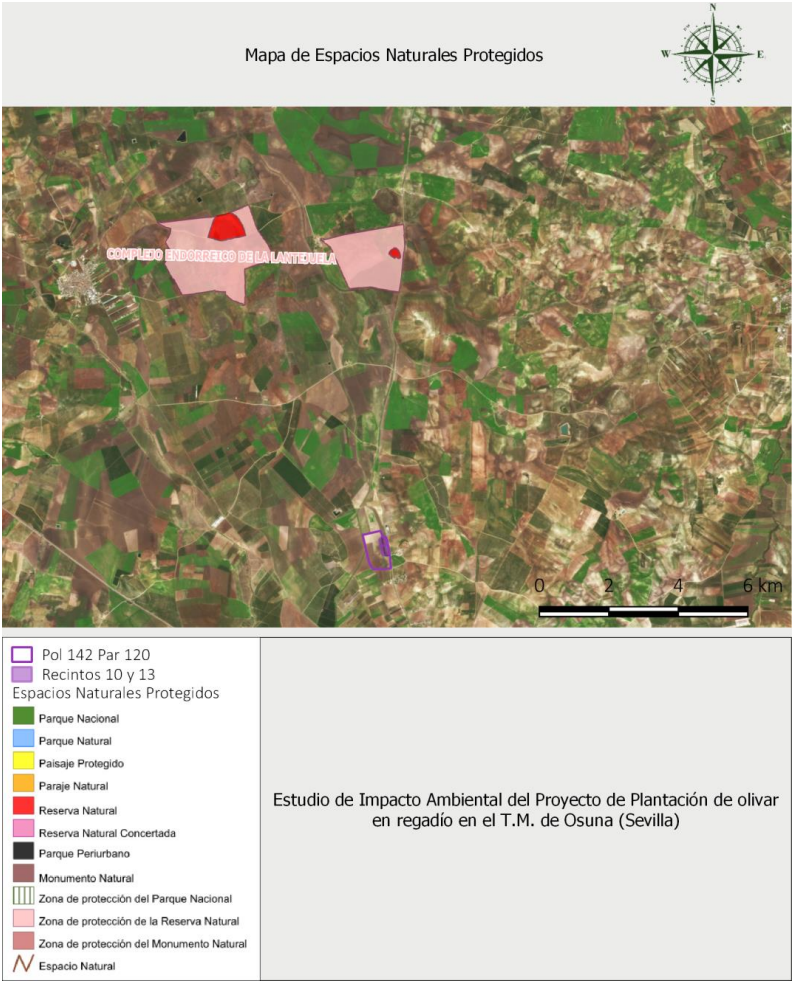 Mapa de Espacios Naturales Protegidos
N
W
E
S
COMPLEJO ENDORREICO DE LA LANTEJUELA
0 2 4 6 km
Pol 142 Par 120
Recintos 10 y 13
Espacios Naturales Protegidos
Parque Nacional
Parque Natural
Paisaje Protegido
Paraje Natural
Reserva Natural
Reserva Natural Concertada
Parque Periurbano
Monumento Natural
Zona de protección del Parque Nacional
Zona de protección de la Reserva Natural
Zona de protección del Monumento Natural
Espacio Natural
Estudio de Impacto Ambiental del Proyecto de Plantación de olivar
en regadío en el T.M. de Osuna (Sevilla)